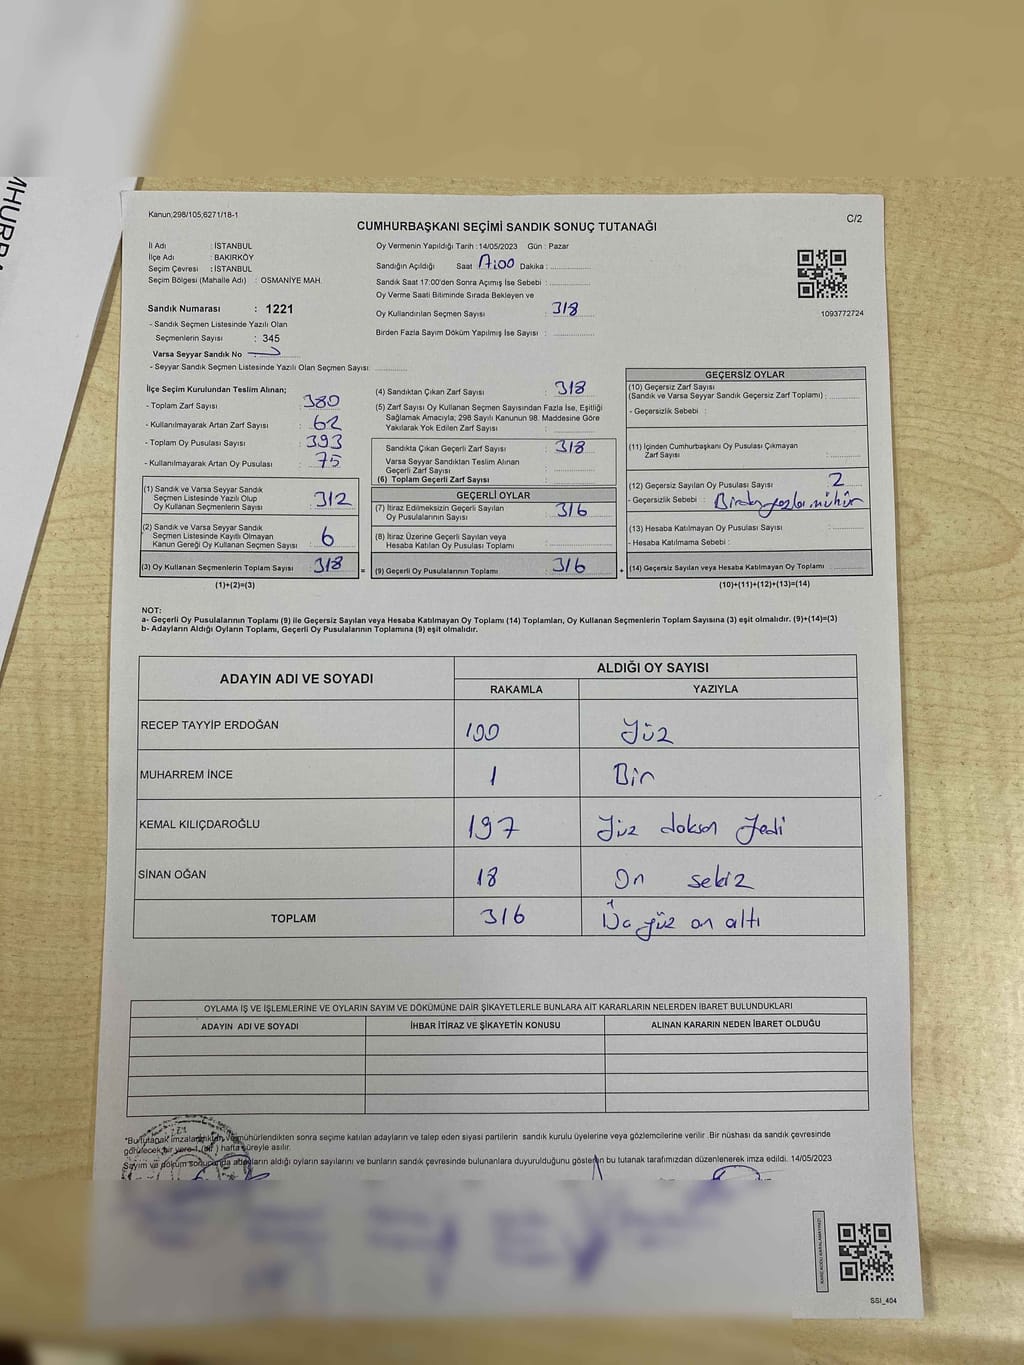 MHURBA
Kanun;298/105,6271/18-1
C/2
CUMHURBAŞKANI SEÇİMİ SANDIK SONUÇ TUTANAĞI
İl Adı : İSTANBUL
İlçe Adı : BAKIRKÖY
Seçim Çevresi : İSTANBUL
Seçim Bölgesi (Mahalle Adı) : OSMANİYE MAH.
Sandık Numarası : 1221
- Sandık Seçmen Listesinde Yazılı Olan
Seçmenlerin Sayısı : 345
Varsa Seyyar Sandık No
- Seyyar Sandık Seçmen Listesinde Yazılı Olan Seçmen Sayısı
Oy Vermenin Yapıldığı Tarih : 14/05/2023 Gün : Pazar
Sandığın Açıldığı Saat 17:00 Dakika :
Sandık Saat 17:00'den Sonra Açımış İse Sebebi :
Oy Verme Saati Bitiminde Sırada Bekleyen ve
Oy Kullandırılan Seçmen Sayısı : 318
Birden Fazla Sayım Döküm Yapılmış İse Sayısı :
1093772724
İlçe Seçim Kurulundan Teslim Alınan;
- Toplam Zarf Sayısı : 380
- Kullanılmayarak Artan Zarf Sayısı : 62
- Toplam Oy Pusulası Sayısı : 393
- Kullanılmayarak Artan Oy Pusulası : 75
(1) Sandık ve Varsa Seyyar Sandık
Seçmen Listesinde Yazılı Olup
Oy Kullanan Seçmenlerin Sayısı : 312
(2) Sandık ve Varsa Seyyar Sandık
Seçmen Listesinde Kayıtlı Olmayan
Kanun Gereği Oy Kullanan Seçmen Sayısı : 6
(3) Oy Kullanan Seçmenlerin Toplam Sayısı : 318
(1)+(2)=(3)
(4) Sandıktan Çıkan Zarf Sayısı : 318
(5) Zarf Sayısı Oy Kullanan Seçmen Sayısından Fazla İse, Eşitliği
Sağlamak Amacıyla; 298 Sayılı Kanunun 98. Maddesine Göre
Yakılarak Yok Edilen Zarf Sayısı :
Sandıkta Çıkan Geçerli Zarf Sayısı : 318
Varsa Seyyar Sandıktan Teslim Alınan
Geçerli Zarf Sayısı :
(6) Toplam Geçerli Zarf Sayısı :
GEÇERLİ OYLAR
(7) İtiraz Edilmeksizin Geçerli Sayılan
Oy Pusulalarının Sayısı : 316
(8) İtiraz Üzerine Geçerli Sayılan veya
Hesaba Katılan Oy Pusulası Toplamı :
= (9) Geçerli Oy Pusulalarının Toplamı : 316
GEÇERSİZ OYLAR
(10) Geçersiz Zarf Sayısı
(Sandık ve Varsa Seyyar Sandık Geçersiz Zarf Toplamı) :
- Geçersizlik Sebebi :
(11) İçinden Cumhurbaşkanı Oy Pusulası Çıkmayan
Zarf Sayısı :
(12) Geçersiz Sayılan Oy Pusulası Sayısı : 2
- Geçersizlik Sebebi : Birden fazla mühür
(13) Hesaba Katılmayan Oy Pusulası Sayısı :
- Hesaba Katılmama Sebebi :
+ (14) Geçersiz Sayılan veya Hesaba Katılmayan Oy Toplamı :
(10)+(11)+(12)+(13)=(14)
NOT:
a- Geçerli Oy Pusulalarının Toplamı (9) ile Geçersiz Sayılan veya Hesaba Katılmayan Oy Toplamı (14) Toplamları, Oy Kullanan Seçmenlerin Toplam Sayısına (3) eşit olmalıdır. (9)+(14)=(3)
b- Adayların Aldığı Oyların Toplamı, Geçerli Oy Pusulalarının Toplamına (9) eşit olmalıdır.
ADAYIN ADI VE SOYADI
ALDIĞI OY SAYISI
RAKAMLA YAZIYLA
RECEP TAYYİP ERDOĞAN 100 Yüz
MUHARREM İNCE 1 Bir
KEMAL KILIÇDAROĞLU 197 Yüz doksan Yedi
SİNAN OĞAN 18 On sekiz
TOPLAM 316 Üç yüz on altı
OYLAMA İŞ VE İŞLEMLERİNE VE OYLARIN SAYIM VE DÖKÜMÜNE DAİR ŞİKAYETLERLE BUNLARA AİT KARARLARIN NELERDEN İBARET BULUNDUKLARI
ADAYIN ADI VE SOYADI İHBAR İTİRAZ VE ŞİKAYETİN KONUSU ALINAN KARARIN NEDEN İBARET OLDUĞU
*Bu tutanak imzalandıktan ve mühürlendikten sonra seçime katılan adayların ve talep eden siyasi partilerin sandık kurulu üyelerine veya gözlemcilerine verilir .Bir nüshası da sandık çevresinde
görülecek bir yere 1 (bir ) hafta süreyle asılır.
Sayım ve döküm sonucunda adayların aldığı oyların sayılarını ve bunların sandık çevresinde bulunanlara duyurulduğunu gösteren bu tutanak tarafımızdan düzenlenerek imza edildi. 14/05/2023
SSI_404